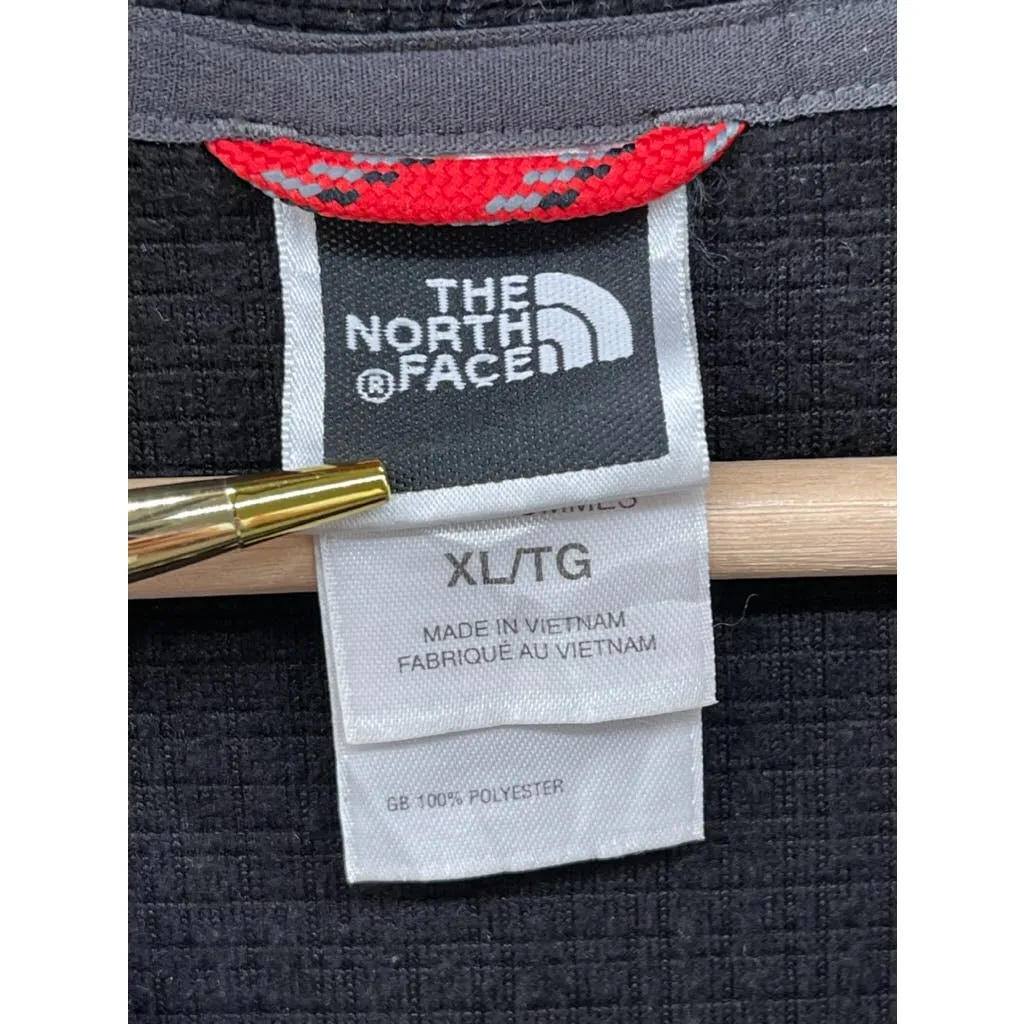 THE
NORTH
®FACE
XL/TG
MADE IN VIETNAM
FABRIQUÉ AU VIETNAM
GB 100% POLYESTER